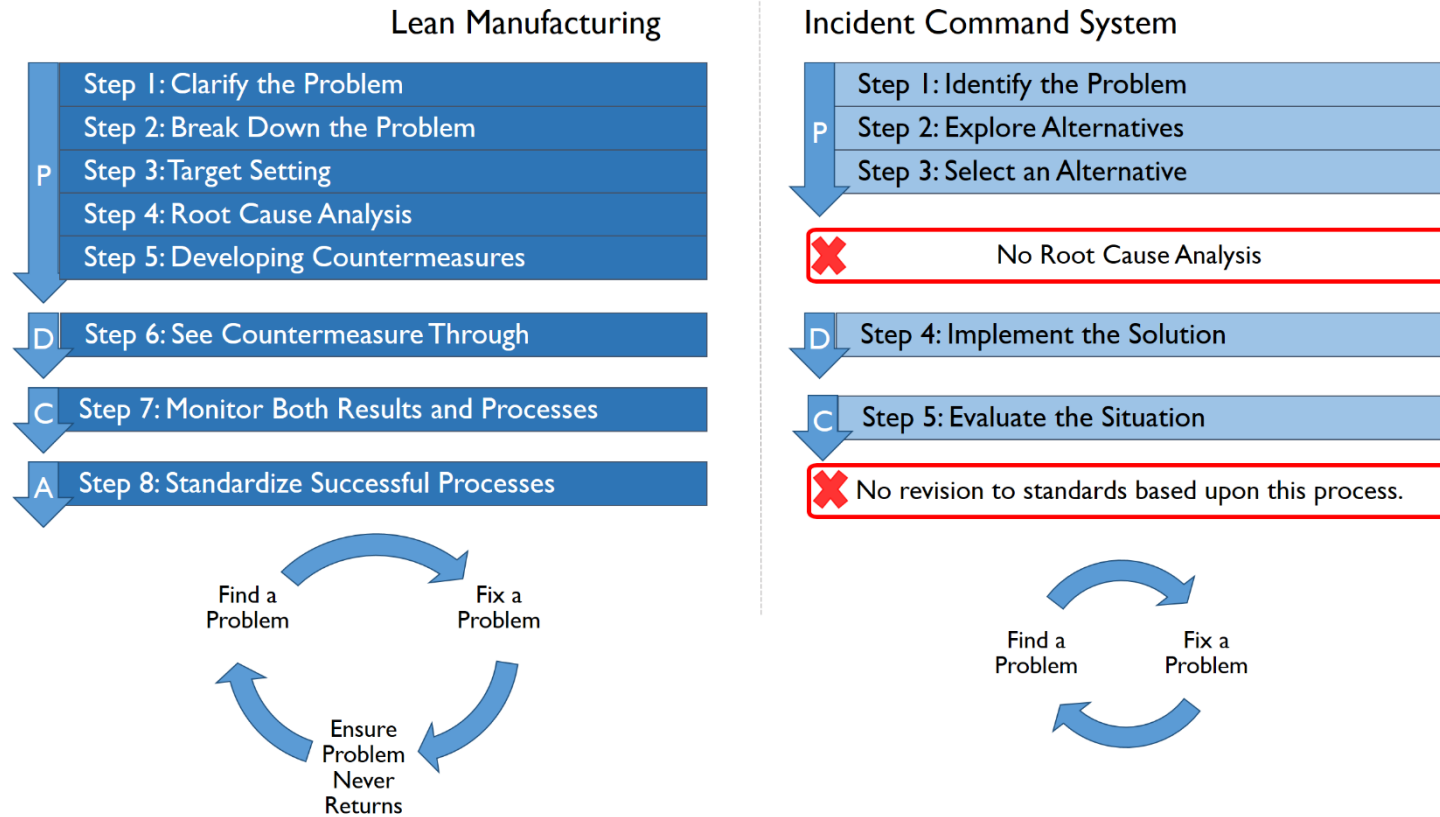 Lean Manufacturing
P
Step 1: Clarify the Problem
Step 2: Break Down the Problem
Step 3: Target Setting
Step 4: Root Cause Analysis
Step 5: Developing Countermeasures
D
Step 6: See Countermeasure Through
C
Step 7: Monitor Both Results and Processes
A
Step 8: Standardize Successful Processes
Find a
Problem
Fix a
Problem
Ensure
Problem
Never
Returns
Incident Command System
P
Step 1: Identify the Problem
Step 2: Explore Alternatives
Step 3: Select an Alternative
No Root Cause Analysis
D
Step 4: Implement the Solution
C
Step 5: Evaluate the Situation
No revision to standards based upon this process.
Find a
Problem
Fix a
Problem